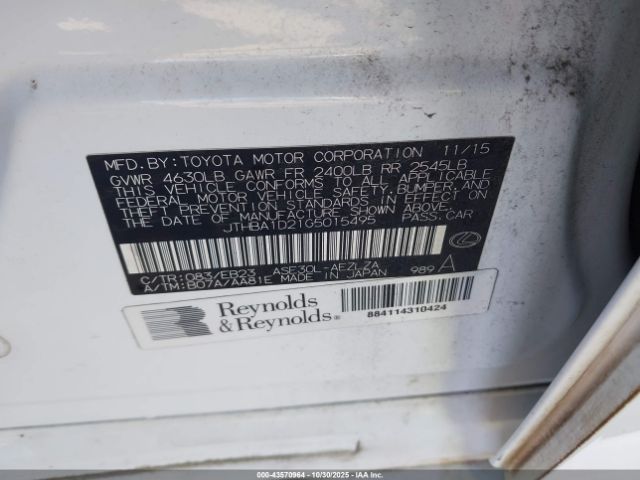 MFD. BY: TOYOTA MOTOR CORPORATION 11/15
GVWR 4630LB GAWR FR 2400LB RR 2545LB
THIS VEHICLE CONFORMS TO ALL APPLICABLE
FEDERAL MOTOR VEHICLE SAFETY, BUMPER, AND
THEFT PREVENTION STANDARDS IN EFFECT ON
THE DATE OF MANUFACTURE SHOWN ABOVE.
JTHBA1D21G5015495 PASS. CAR
C/TR: 083/EB23 ASE30L-AEZLZA
A/TM: B07A/AA81E MADE IN JAPAN 989 A
Reynolds
& Reynolds®
884114310424
000-43570964 - 10/30/2025 - IAAI.COM